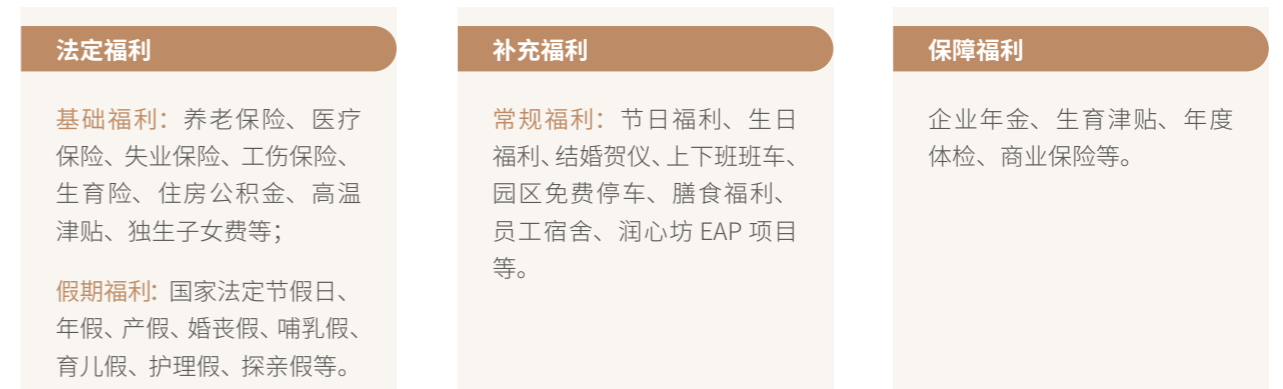 法定福利
基础福利：养老保险、医疗
保险、失业保险、工伤保险、
生育险、住房公积金、高温
津贴、独生子女费等；
假期福利：国家法定节假日、
年假、产假、婚丧假、哺乳假、
育儿假、护理假、探亲假等。
补充福利
常规福利：节日福利、生日
福利、结婚贺仪、上下班班车、
园区免费停车、膳食福利、
员工宿舍、润心坊 EAP 项目
等。
保障福利
企业年金、生育津贴、年度
体检、商业保险等。